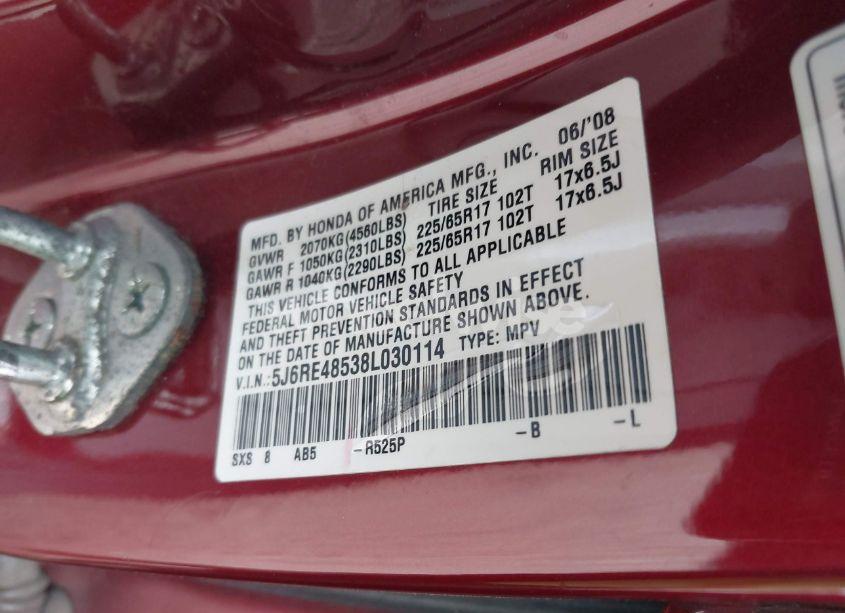 MFD. BY HONDA OF AMERICA MFG., INC. 06/'08
GVWR 2070KG(4560LBS) TIRE SIZE RIM SIZE
GAWR F 1050KG(2310LBS) 225/65R17 102T 17x6.5J
GAWR R 1040KG(2290LBS) 225/65R17 102T 17x6.5J
THIS VEHICLE CONFORMS TO ALL APPLICABLE
FEDERAL MOTOR VEHICLE SAFETY
AND THEFT PREVENTION STANDARDS IN EFFECT
ON THE DATE OF MANUFACTURE SHOWN ABOVE.
V.I.N.: 5J6RE48538L030114 TYPE: MPV
SXS 8 AB5 -R525P -B -L